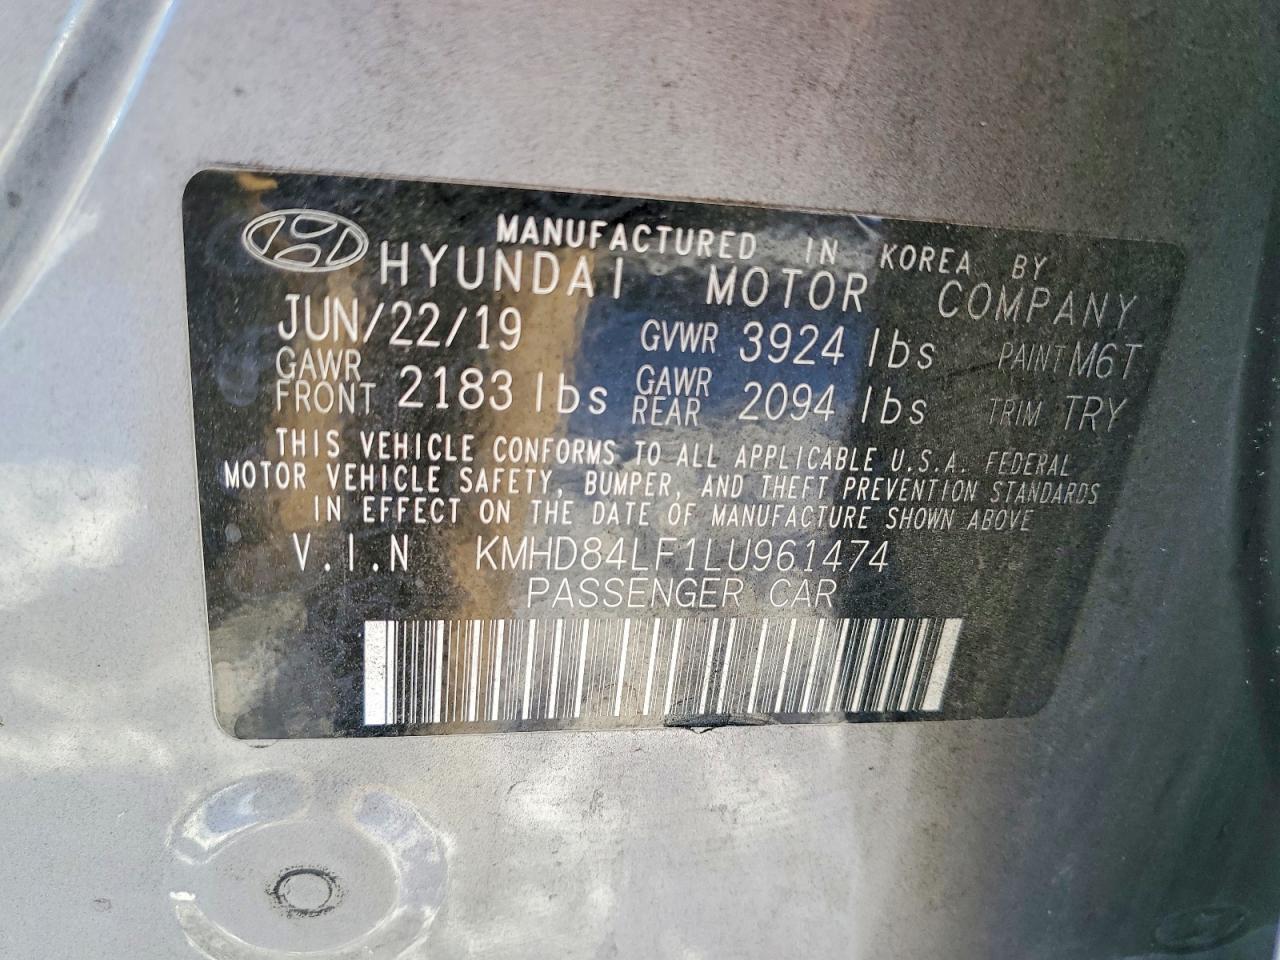 MANUFACTURED IN KOREA BY
HYUNDAI MOTOR COMPANY
JUN/22/19 GVWR 3924 lbs PAINT M6T
GAWR FRONT 2183 lbs GAWR REAR 2094 lbs TRIM TRY
THIS VEHICLE CONFORMS TO ALL APPLICABLE U.S.A. FEDERAL
MOTOR VEHICLE SAFETY, BUMPER, AND THEFT PREVENTION STANDARDS
IN EFFECT ON THE DATE OF MANUFACTURE SHOWN ABOVE
V.I.N KMHD84LF1LU961474
PASSENGER CAR